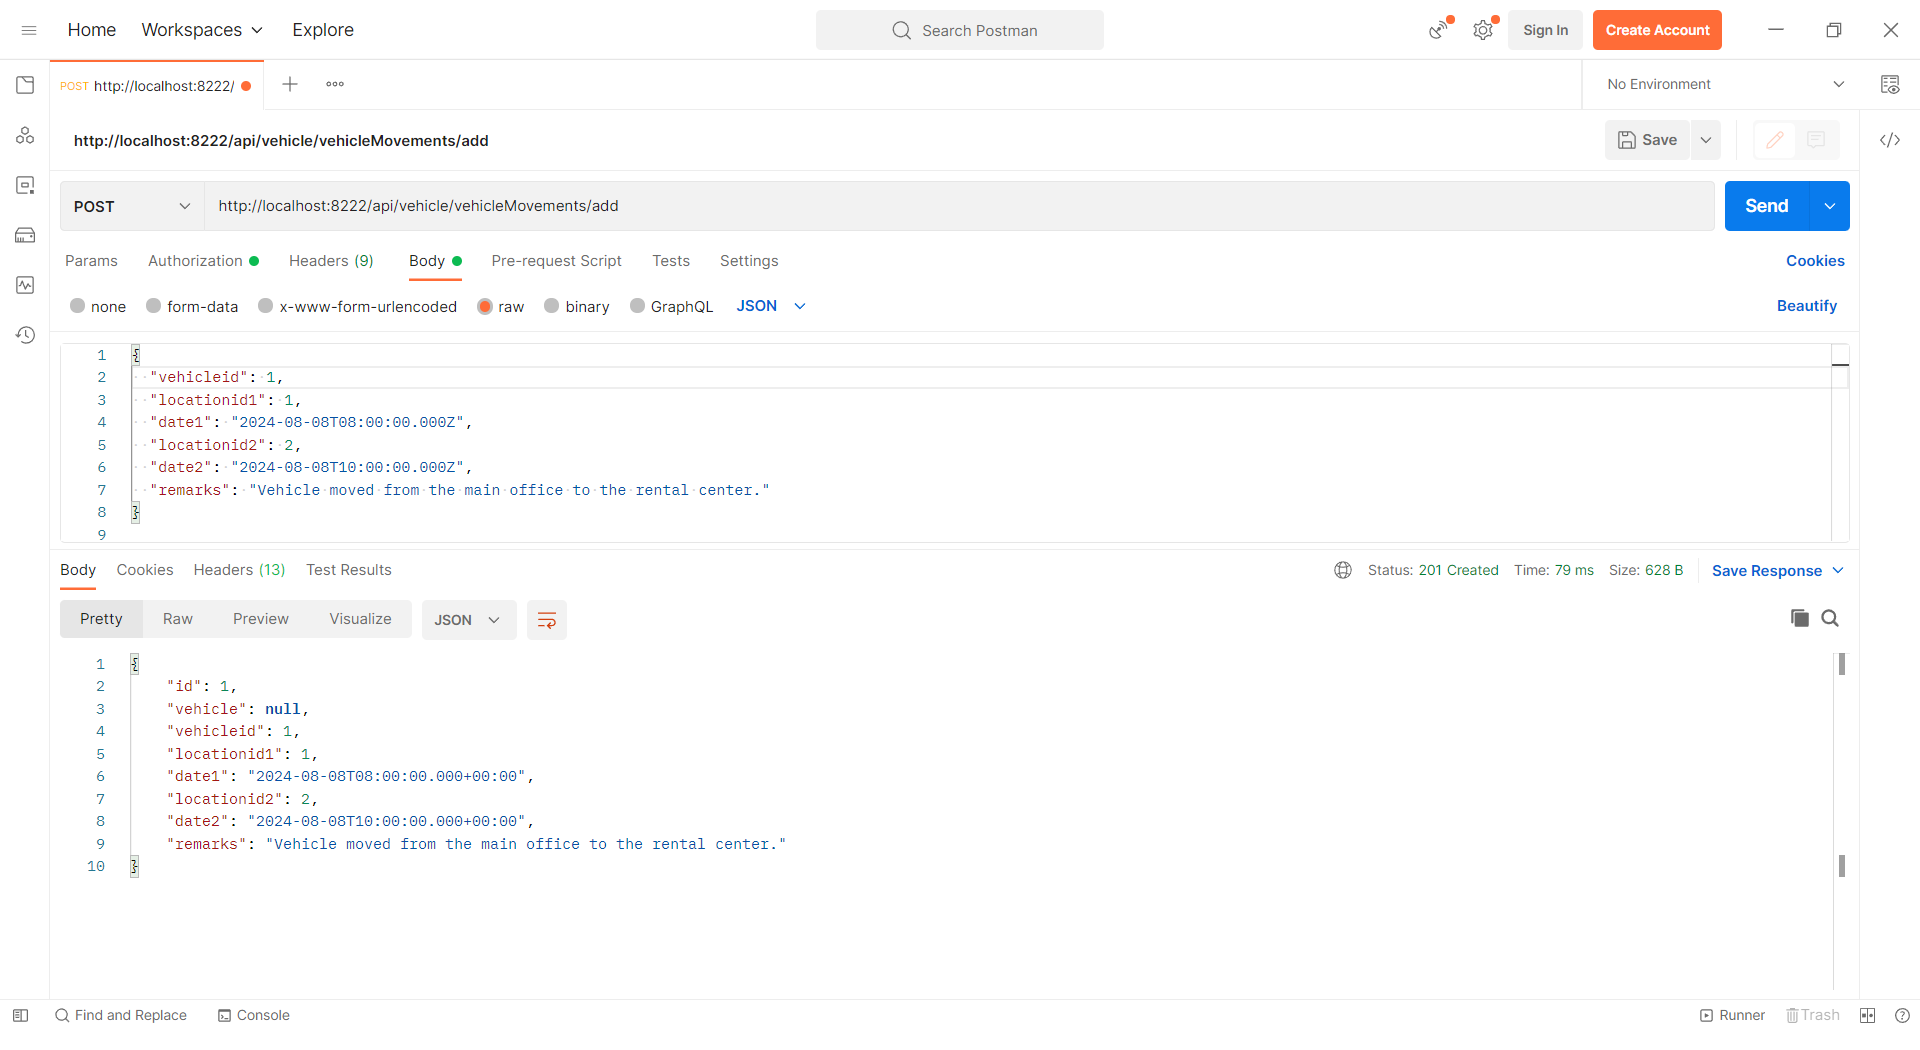 Home Workspaces Explore Search Postman Sign In Create Account
POST http://localhost:8222/ No Environment
http://localhost:8222/api/vehicle/vehicleMovements/add Save
POST http://localhost:8222/api/vehicle/vehicleMovements/add Send
Params Authorization Headers (9) Body Pre-request Script Tests Settings Cookies
none form-data x-www-form-urlencoded raw binary GraphQL JSON Beautify
1 {
2 "vehicleid": 1,
3 "locationid1": 1,
4 "date1": "2024-08-08T08:00:00.000Z",
5 "locationid2": 2,
6 "date2": "2024-08-08T10:00:00.000Z",
7 "remarks": "Vehicle moved from the main office to the rental center."
8 }
9
Body Cookies Headers (13) Test Results Status: 201 Created Time: 79 ms Size: 628 B Save Response
Pretty Raw Preview Visualize JSON
1 {
2 "id": 1,
3 "vehicle": null,
4 "vehicleid": 1,
5 "locationid1": 1,
6 "date1": "2024-08-08T08:00:00.000+00:00",
7 "locationid2": 2,
8 "date2": "2024-08-08T10:00:00.000+00:00",
9 "remarks": "Vehicle moved from the main office to the rental center."
10 }
Find and Replace Console Runner Trash